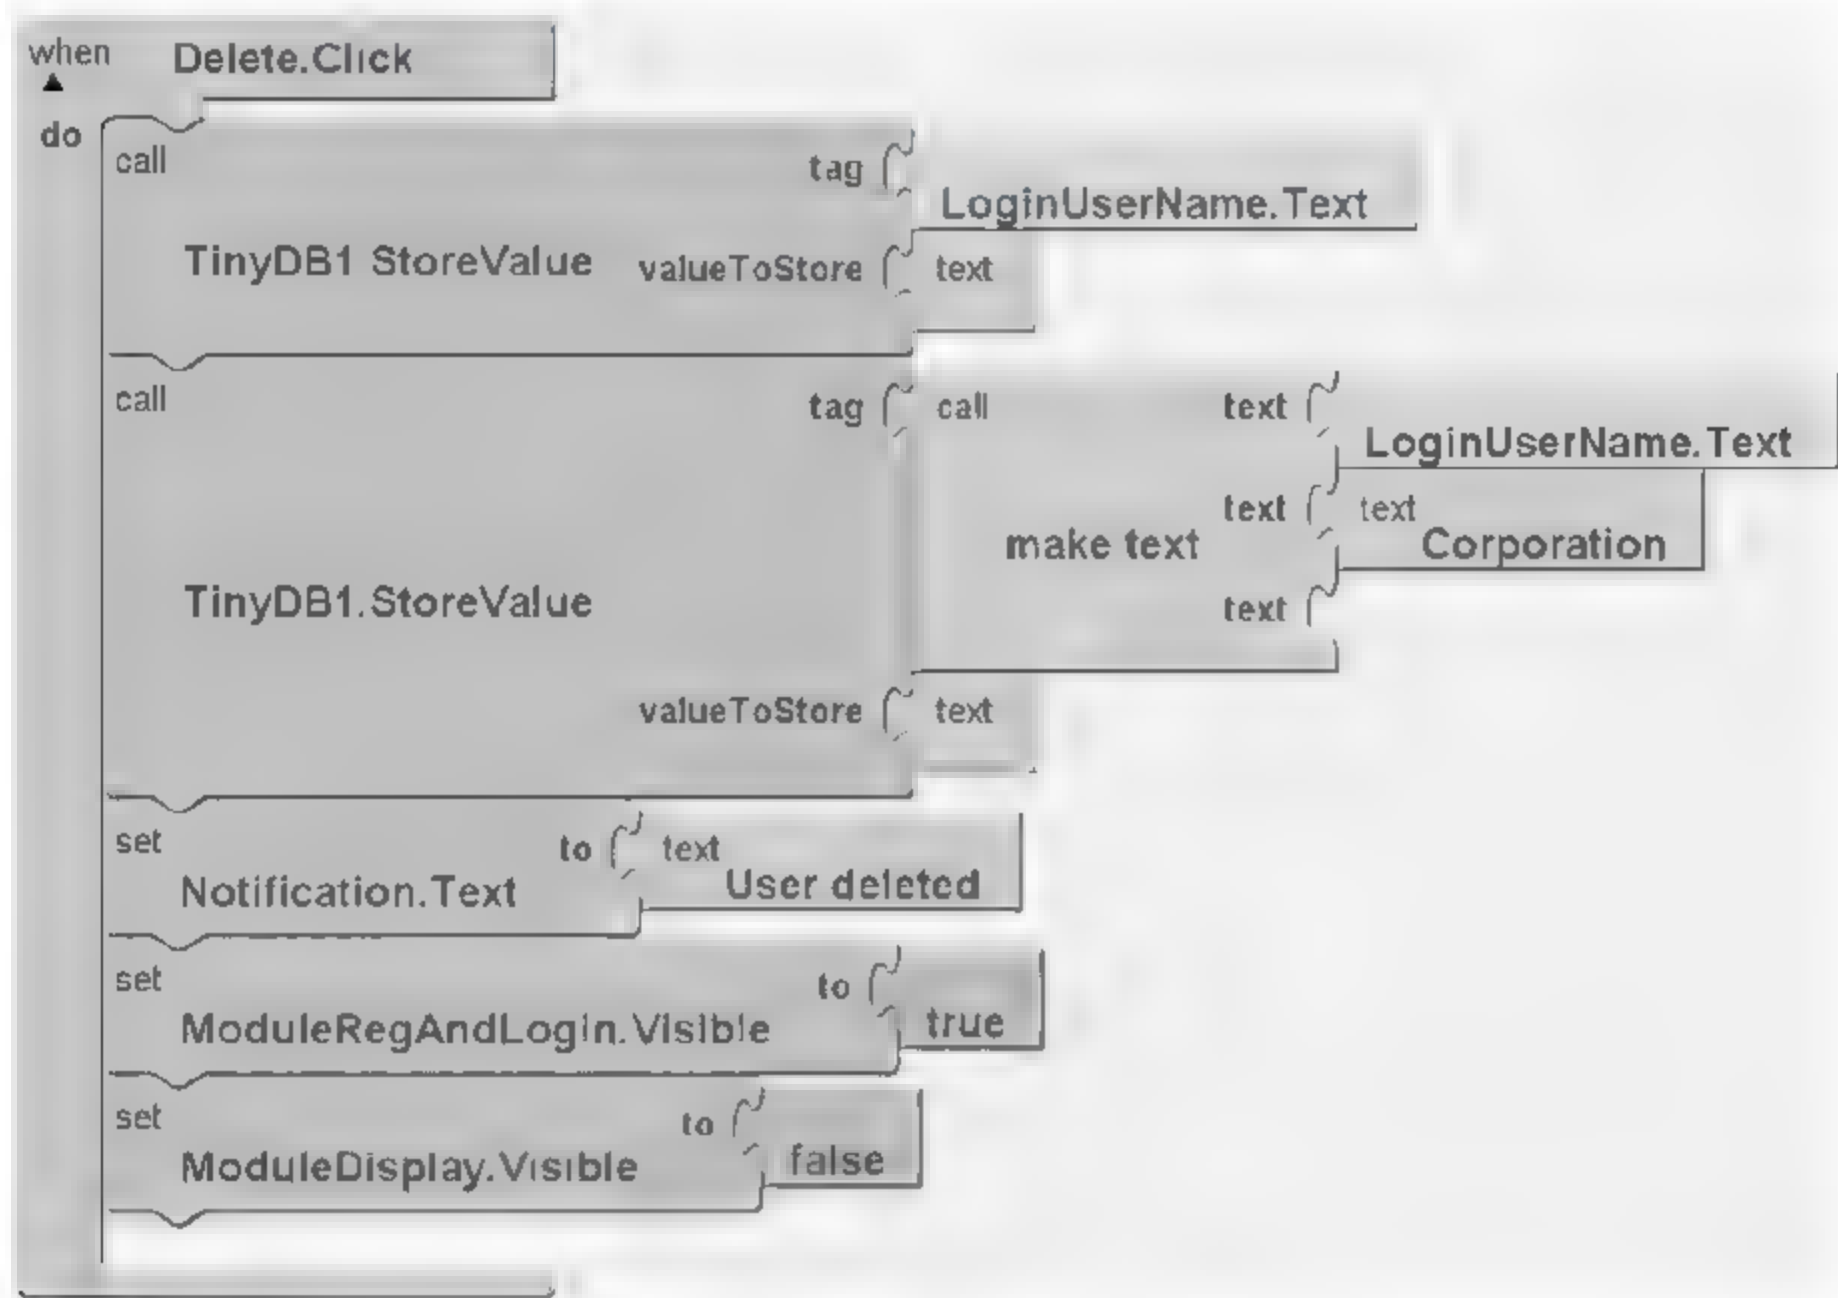 when Delete.Click
do
call tag
LoginUserName.Text
TinyDB1 StoreValue valueToStore text
call tag call text
LoginUserName.Text
text text
make text Corporation
TinyDB1.StoreValue text
valueToStore text
set to text
Notification.Text User deleted
set to
ModuleRegAndLogin.Visible true
set to
ModuleDisplay.Visible false